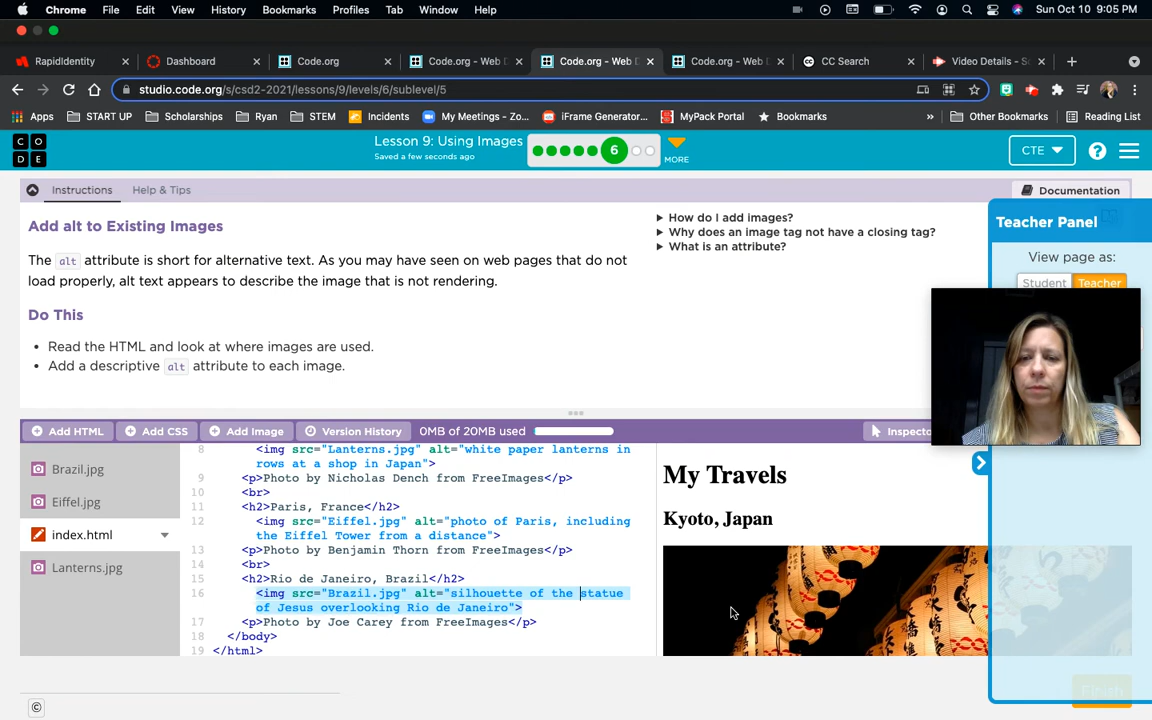 Chrome File Edit View History Bookmarks Profiles Tab Window Help Sun Oct 10 9:05 PM
RapidIdentity Dashboard Code.org Code.org - Web D Code.org - Web D Code.org - Web D CC Search Video Details - Sc
studio.code.org/s/csd2-2021/lessons/9/levels/6/sublevel/5
Apps START UP Scholarships Ryan STEM Incidents My Meetings - Zo... iFrame Generator... MyPack Portal Bookmarks » Other Bookmarks Reading List
CO
DE
Lesson 9: Using Images
Saved a few seconds ago
6
MORE
CTE
Instructions Help & Tips Documentation
Add alt to Existing Images
The alt attribute is short for alternative text. As you may have seen on web pages that do not
load properly, alt text appears to describe the image that is not rendering.
Do This
• Read the HTML and look at where images are used.
• Add a descriptive alt attribute to each image.
How do I add images?
Why does an image tag not have a closing tag?
What is an attribute?
Teacher Panel
View page as:
Student Teacher
Add HTML Add CSS Add Image Version History 0MB of 20MB used Inspecto
Brazil.jpg
Eiffel.jpg
index.html
Lanterns.jpg
8 <img src="Lanterns.jpg" alt="white paper lanterns in
rows at a shop in Japan">
9 <p>Photo by Nicholas Dench from FreeImages</p>
10 <br>
11 <h2>Paris, France</h2>
12 <img src="Eiffel.jpg" alt="photo of Paris, including
the Eiffel Tower from a distance">
13 <p>Photo by Benjamin Thorn from FreeImages</p>
14 <br>
15 <h2>Rio de Janeiro, Brazil</h2>
16 <img src="Brazil.jpg" alt="silhouette of the statue
of Jesus overlooking Rio de Janeiro">
17 <p>Photo by Joe Carey from FreeImages</p>
18 </body>
19 </html>
My Travels
Kyoto, Japan
Finish
©